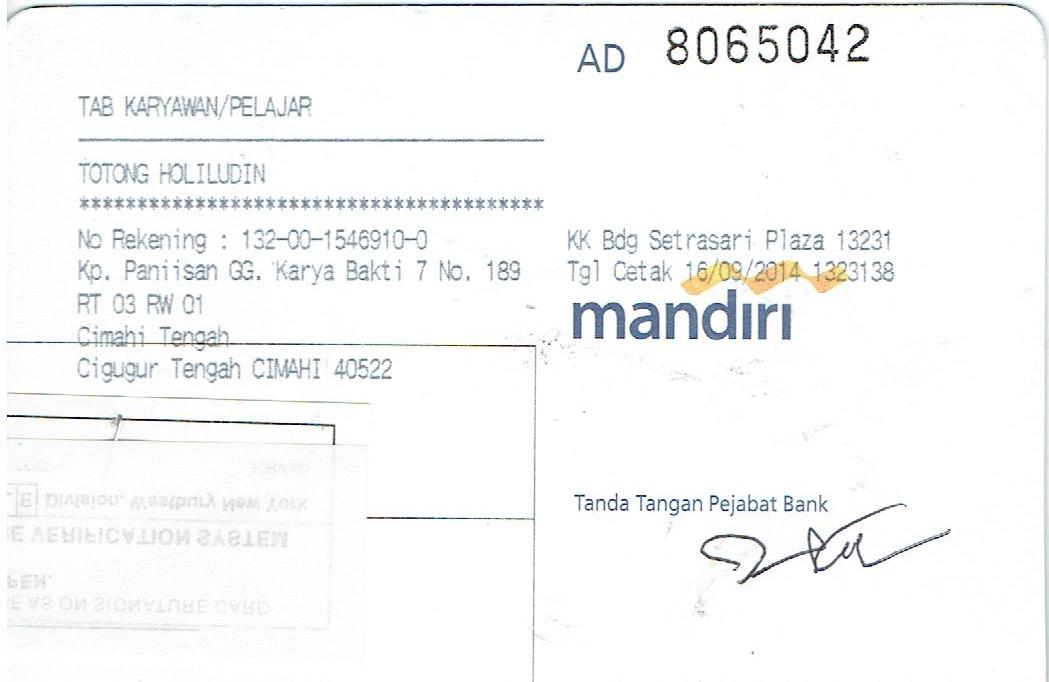 AD 8065042
TAB KARYAWAN/PELAJAR
TOTONG HOLILUDIN
*****************************************
No Rekening : 132-00-1546910-0
Kp. Paniisan GG. Karya Bakti 7 No. 189
RT 03 RW 01
Cimahi Tengah
Cigugur Tengah CIMAHI 40522
KK Bdg Setrasari Plaza 13231
Tgl Cetak 16/09/2014 1323138
mandiri
Tanda Tangan Pejabat Bank
E Division, Westbury New York
E VERIFICATION SYSTEM
PEN.
E AS ON SIGNATURE CARD